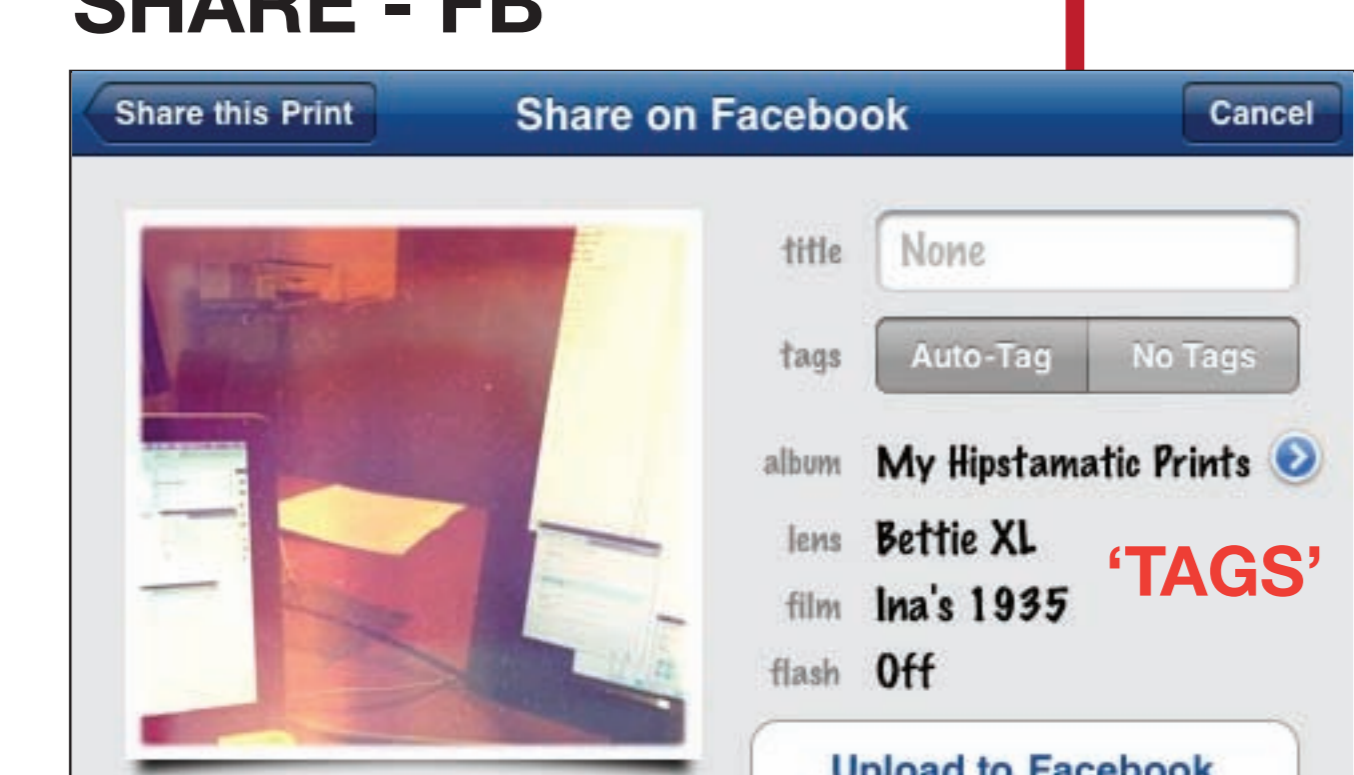 SHARE - FB
Share this Print
Share on Facebook
Cancel
title
None
tags
Auto-Tag
No Tags
album
My Hipstamatic Prints
lens
Bettie XL
'TAGS'
film
Ina's 1935
flash
Off
Upload to Facebook